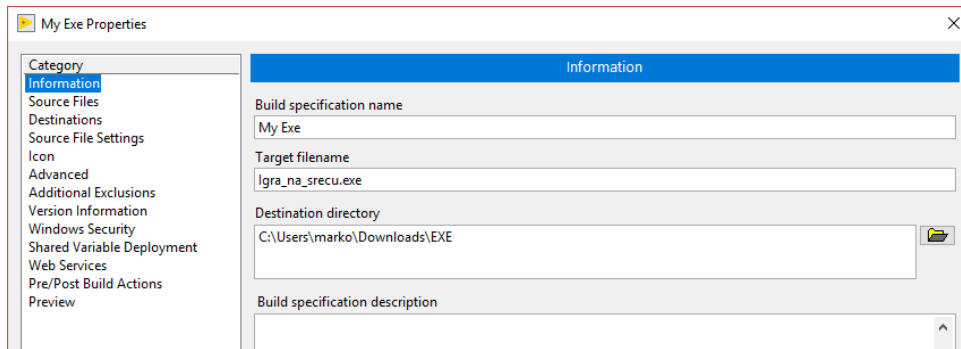 My Exe Properties
Category
Information
Source Files
Destinations
Source File Settings
Icon
Advanced
Additional Exclusions
Version Information
Windows Security
Shared Variable Deployment
Web Services
Pre/Post Build Actions
Preview
Information
Build specification name
My Exe
Target filename
Igra_na_srecu.exe
Destination directory
C:\Users\marko\Downloads\EXE
Build specification description